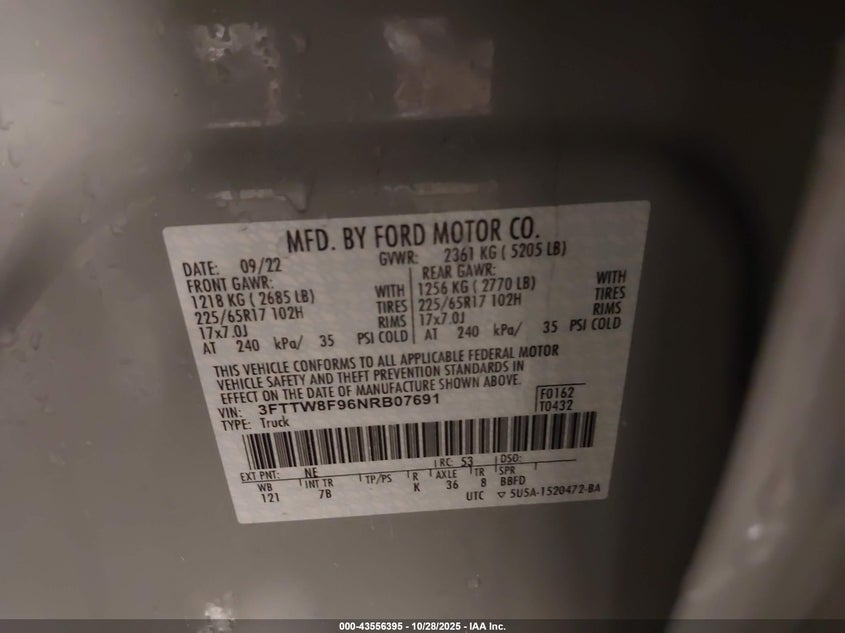 MFD. BY FORD MOTOR CO.
DATE: 09/22 GVWR: 2361 KG ( 5205 LB)
FRONT GAWR: REAR GAWR:
1218 KG ( 2685 LB) WITH 1256 KG ( 2770 LB) WITH
225/65R17 102H TIRES 225/65R17 102H TIRES
17x7.0J RIMS 17x7.0J RIMS
AT 240 kPa/ 35 PSI COLD AT 240 kPa/ 35 PSI COLD
THIS VEHICLE CONFORMS TO ALL APPLICABLE FEDERAL MOTOR
VEHICLE SAFETY AND THEFT PREVENTION STANDARDS IN
EFFECT ON THE DATE OF MANUFACTURE SHOWN ABOVE.
VIN: 3FTTW8F96NRB07691 F0162
TYPE: Truck T0432
EXT PNT: NE RC: 53 DSO:
WB INT TR TP/PS R AXLE TR SPR
121 7B K 36 8 BBFD
UTC ▽ 5U5A-1520472-BA
000-43556395 - 10/28/2025 - IAA Inc.